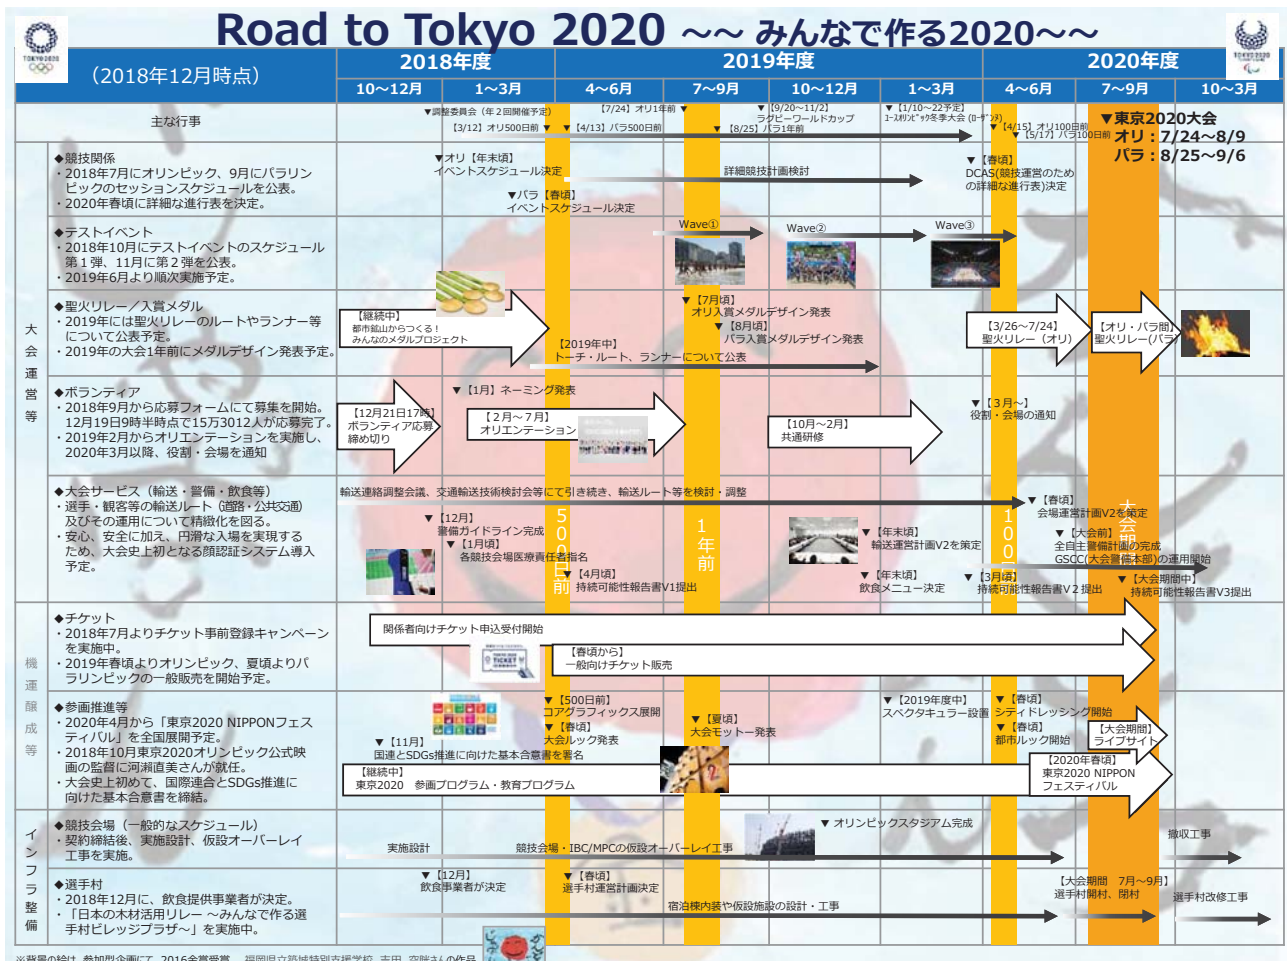 Road to Tokyo 2020 ～～ みんなで作る2020～～
TOKYO 2020
（2018年12月時点）
2018年度
2019年度
2020年度
10～12月
1～3月
4～6月
7～9月
10～12月
1～3月
4～6月
7～9月
10～3月
主な行事
▼調整委員会（年２回開催予定）
【3/12】オリ500日前 ▼
▼【4/13】パラ500日前
【7/24】オリ1年前 ▼
▼【8/25】パラ1年前
▼【9/20～11/2】
ラグビーワールドカップ
▼【1/10～22予定】
ﾕｰｽｵﾘﾝﾋﾟｯｸ冬季大会 (ﾛｰｻﾞﾝﾇ)
▼【4/15】オリ100日前
▼【5/17】パラ100日前
▼東京2020大会
オリ：7/24～8/9
パラ：8/25～9/6
大会運営等
◆競技関係
・2018年7月にオリンピック、9月にパラリン
ピックのセッションスケジュールを公表。
・2020年春頃に詳細な進行表を決定。
▼オリ【年末頃】
イベントスケジュール決定
▼パラ【春頃】
イベントスケジュール決定
詳細競技計画検討
▼【春頃】
DCAS(競技運営のため
の詳細な進行表)決定
◆テストイベント
・2018年10月にテストイベントのスケジュール
第１弾、11月に第２弾を公表。
・2019年6月より順次実施予定。
Wave①
Wave②
Wave③
◆聖火リレー／入賞メダル
・2019年には聖火リレーのルートやランナー等
について公表予定。
・2019年の大会1年前にメダルデザイン発表予定。
【継続中】
都市鉱山からつくる！
みんなのメダルプロジェクト
▼【7月頃】
オリ入賞メダルデザイン発表
▼【8月頃】
パラ入賞メダルデザイン発表
【2019年中】
トーチ・ルート、ランナーについて公表
【3/26～7/24】
聖火リレー（オリ）
【オリ・パラ間】
聖火リレー(パラ)
◆ボランティア
・2018年9月から応募フォームにて募集を開始。
12月19日9時半時点で15万3012人が応募完了。
・2019年2月からオリエンテーションを実施し、
2020年3月以降、役割・会場を通知
【12月21日17時】
ボランティア応募
締め切り
▼【1月】ネーミング発表
【２月～７月】
オリエンテーション
【10月～2月】
共通研修
▼【３月～】
役割・会場の通知
◆大会サービス（輸送・警備・飲食等）
・選手・観客等の輸送ルート（道路・公共交通）
及びその運用について精緻化を図る。
・安心、安全に加え、円滑な入場を実現する
ため、大会史上初となる顔認証システム導入
予定。
輸送連絡調整会議、交通輸送技術検討会等にて引き続き、輸送ルート等を検討・調整
▼【12月】
警備ガイドライン完成
▼【1月頃】
各競技会場医療責任者指名
▼【4月頃】
持続可能性報告書V1提出
500日前
1年前
100日前
大会期間
▼【年末頃】
輸送運営計画V2を策定
▼【年末頃】
飲食メニュー決定
▼【春頃】
会場運営計画V2を策定
▼【大会前】
全自主警備計画の完成
GSCC(大会警備本部)の運用開始
▼【3月頃】
持続可能性報告書V２提出
▼【大会期間中】
持続可能性報告書V3提出
機運醸成等
◆チケット
・2018年7月よりチケット事前登録キャンペーン
を実施中。
・2019年春頃よりオリンピック、夏頃よりパ
ラリンピックの一般販売を開始予定。
関係者向けチケット申込受付開始
TICKET
【春頃から】
一般向けチケット販売
◆参画推進等
・2020年4月から「東京2020 NIPPONフェス
ティバル」を全国展開予定。
・2018年10月東京2020オリンピック公式映
画の監督に河瀨直美さんが就任。
・大会史上初めて、国際連合とSDGs推進に
向けた基本合意書を締結。
▼【11月】
国連とSDGs推進に向けた基本合意書を署名
▼【500日前】
コアグラフィックス展開
▼【春頃】
大会ルック発表
▼【夏頃】
大会モットー発表
▼【2019年度中】
スペクタキュラー設置
▼【春頃】
シティドレッシング開始
▼【春頃】
都市ルック開始
【大会期間】
ライブサイト
【継続中】
東京2020　参画プログラム・教育プログラム
【2020年春頃】
東京2020 NIPPON
フェスティバル
インフラ整備
◆競技会場（一般的なスケジュール）
・契約締結後、実施設計、仮設オーバーレイ
工事を実施。
実施設計
競技会場・IBC/MPCの仮設オーバーレイ工事
▼ オリンピックスタジアム完成
撤収工事
◆選手村
・2018年12月に、飲食提供事業者が決定。
・「日本の木材活用リレー ～みんなで作る選
手村ビレッジプラザ～」を実施中。
▼【12月】
飲食事業者が決定
▼【春頃】
選手村運営計画決定
宿泊棟内装や仮設施設の設計・工事
【大会期間　7月～9月】
選手村開村、閉村
選手村改修工事
※背景の絵は、参加型企画にて、2016金賞受賞　福岡県立築城特別支援学校